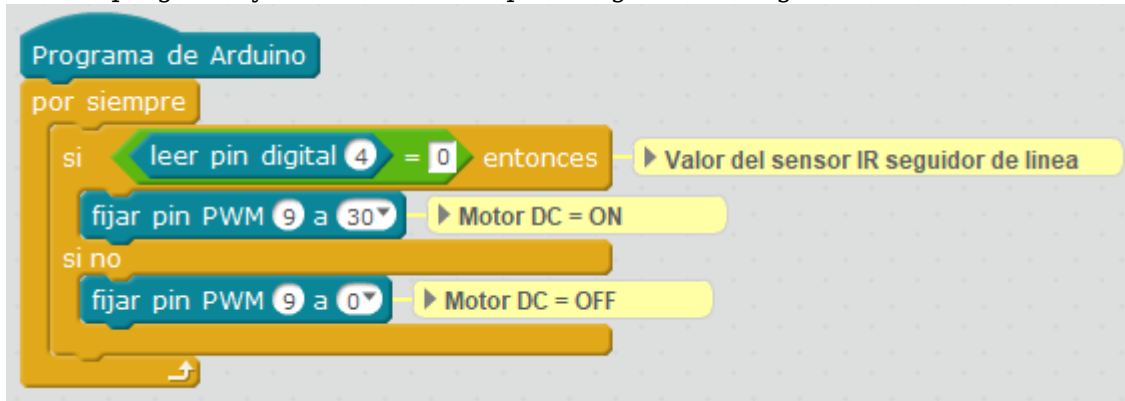 Programa de Arduino
por siempre
si leer pin digital 4 = 0 entonces Valor del sensor IR seguidor de linea
fijar pin PWM 9 a 30 Motor DC = ON
si no
fijar pin PWM 9 a 0 Motor DC = OFF